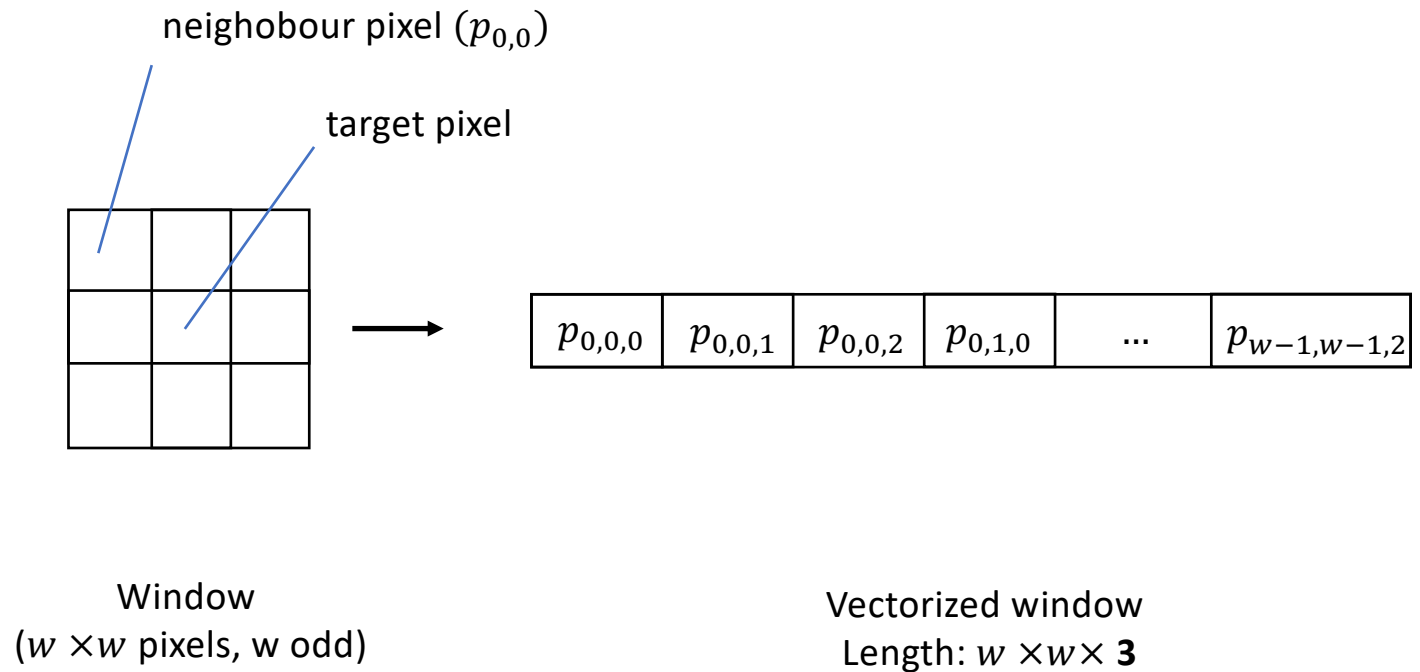 neighobour pixel (𝑝₀,₀)
target pixel
𝑝₀,₀,₀ 𝑝₀,₀,₁ 𝑝₀,₀,₂ 𝑝₀,₁,₀ … 𝑝𝑤₋₁,𝑤₋₁,₂
Window
(𝑤 ×𝑤 pixels, w odd)
Vectorized window
Length: 𝑤 ×𝑤× 3